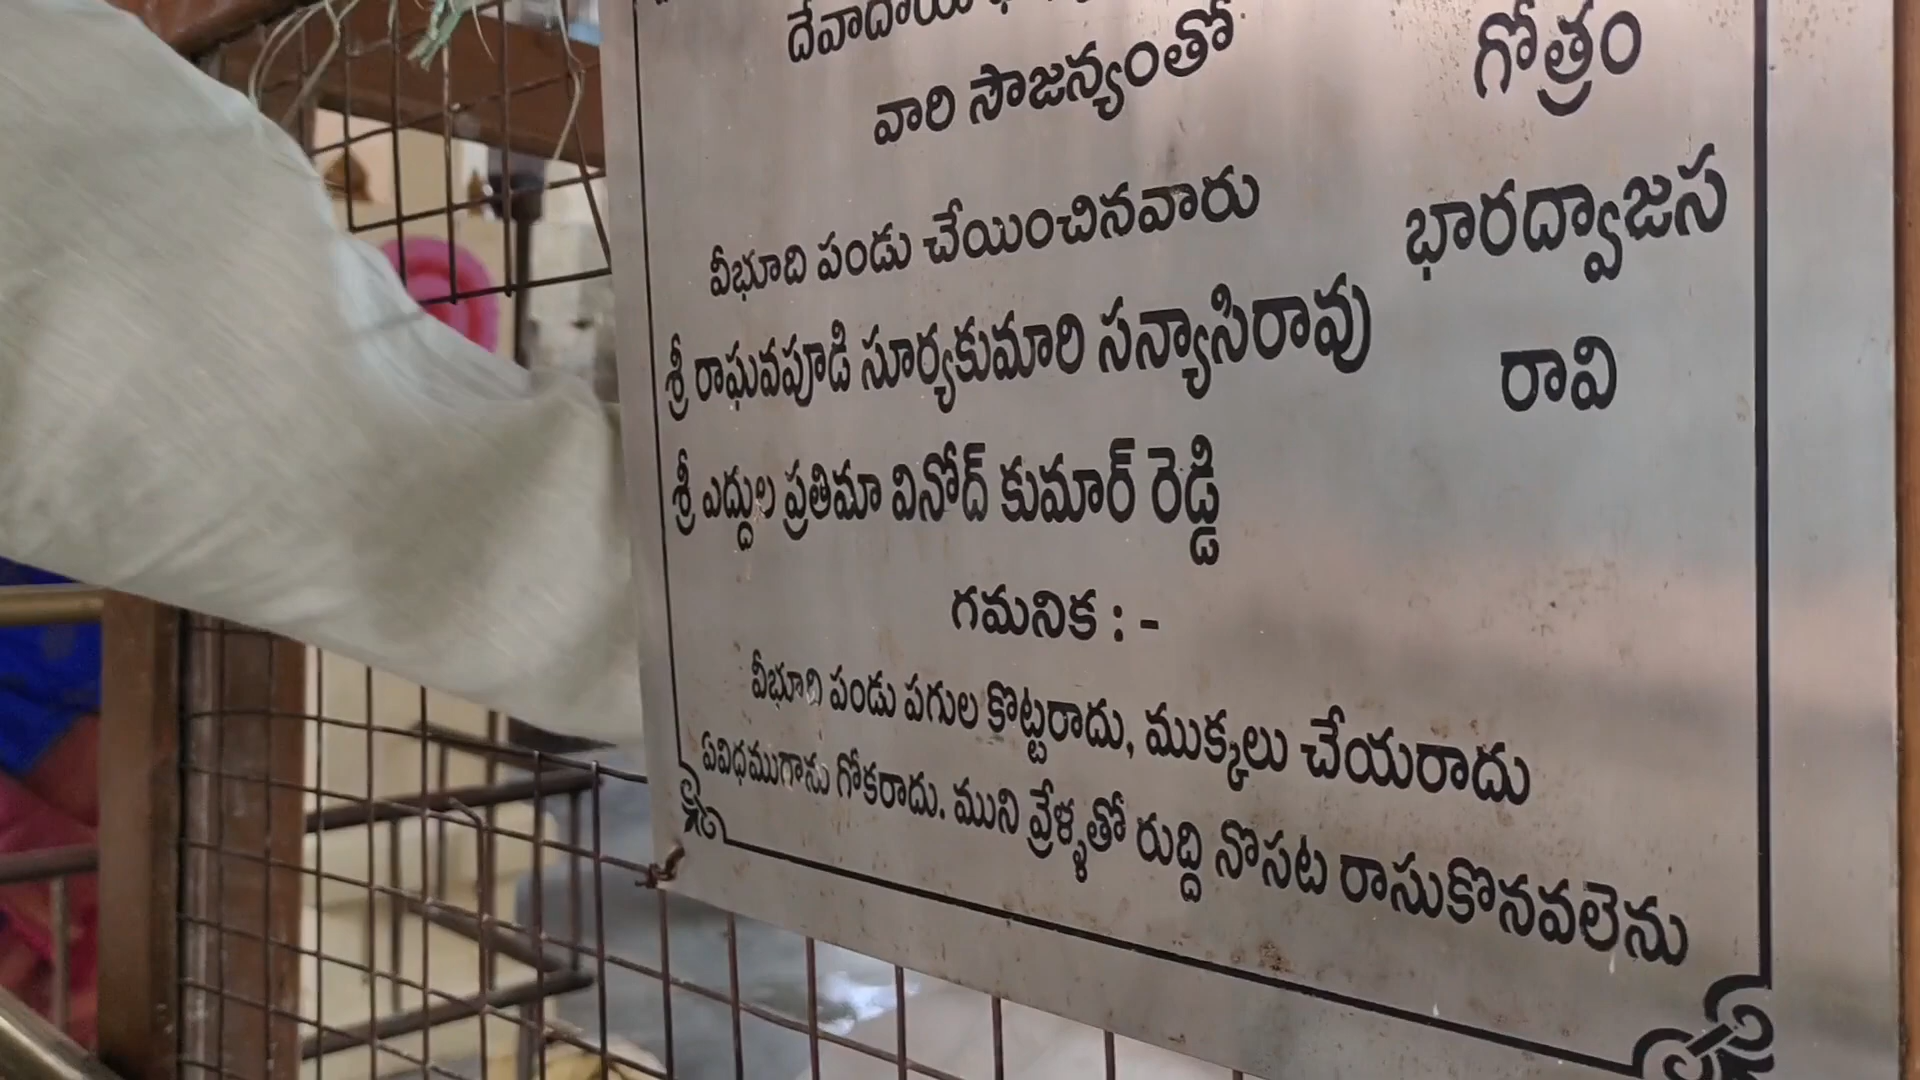 వారి సౌజన్యంతో
గోత్రం
వీభూది పండు చేయించినవారు
భారద్వాజస
శ్రీ రాఘవపూడి సూర్యకుమారి సన్యాసిరావు
రావి
శ్రీ ఎద్దుల ప్రతిమా వినోద్ కుమార్ రెడ్డి
గమనిక : -
వీభూది పండు పగుల కొట్టరాదు, ముక్కలు చేయరాదు
ఏవిధముగాను గోకరాదు. ముని వ్రేళ్ళతో రుద్ది నొసట రాసుకొనవలెను